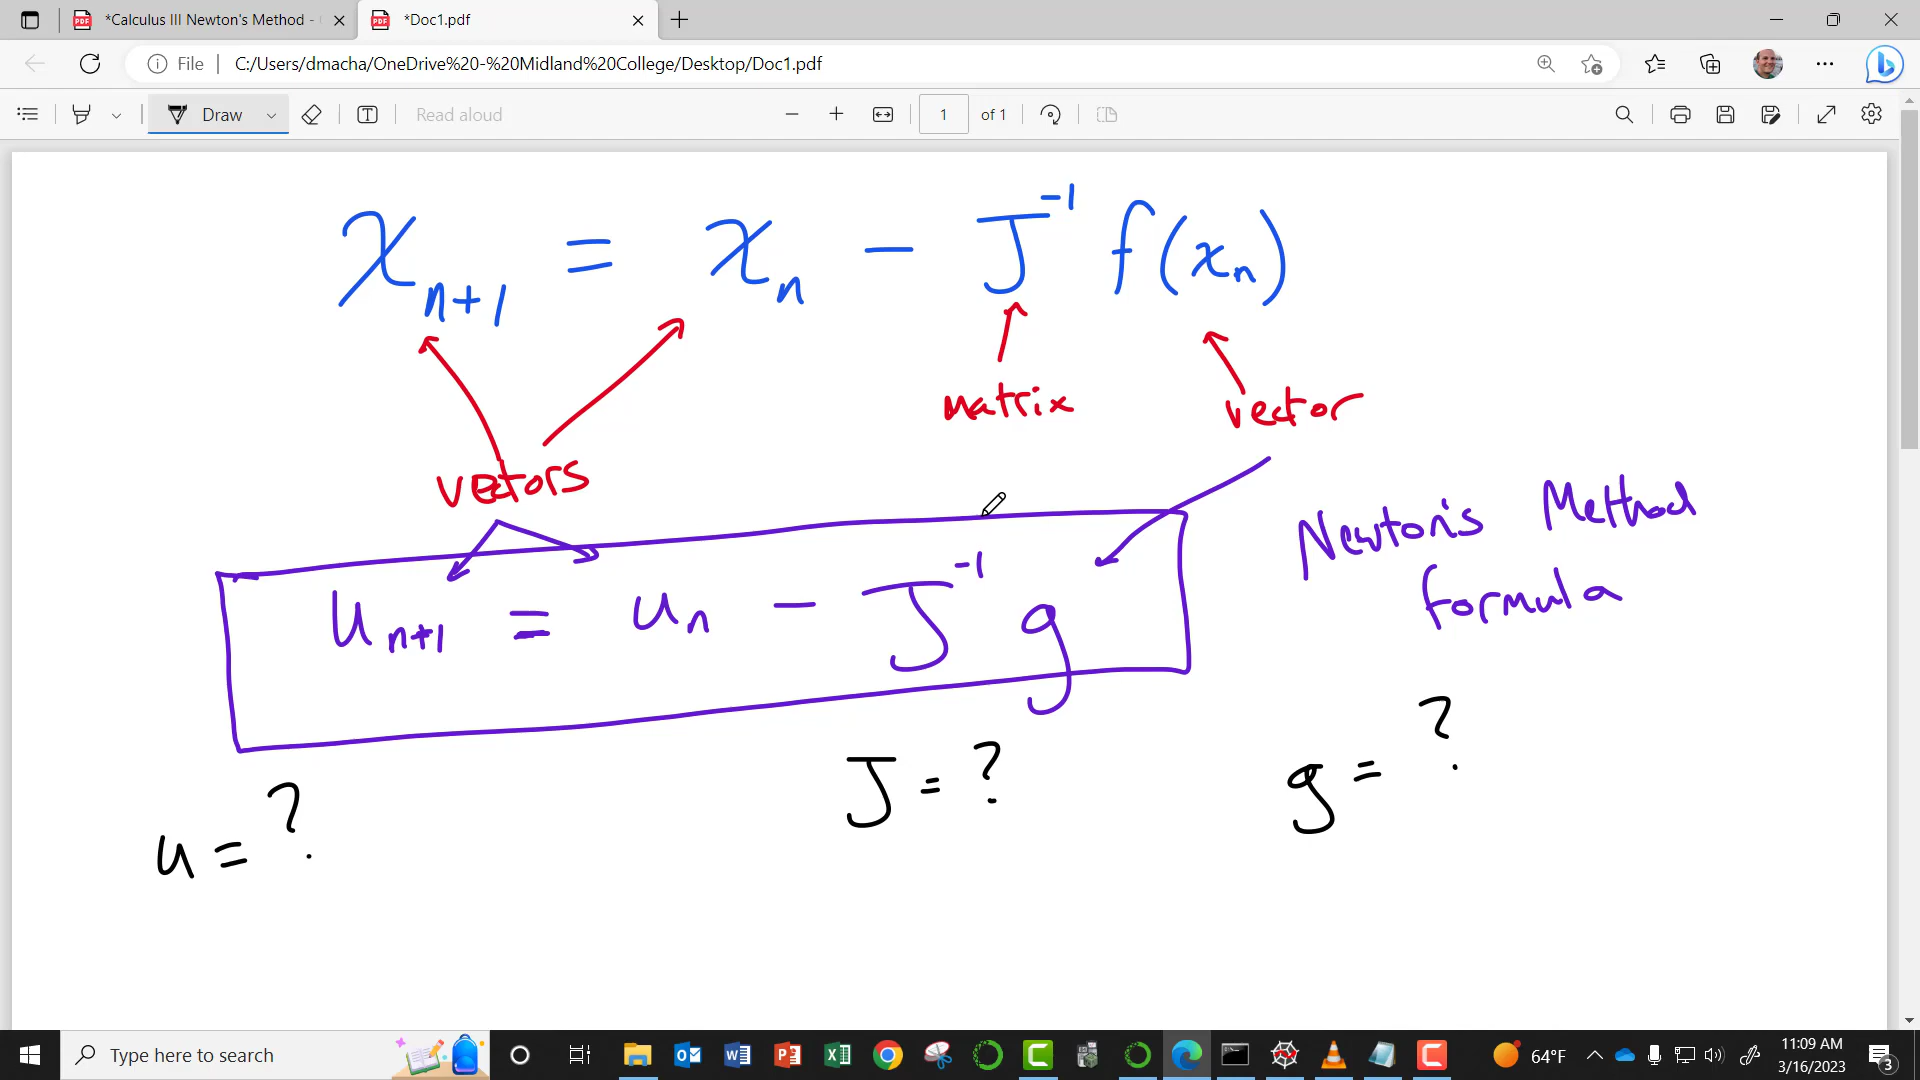 *Calculus III Newton's Method -
*Doc1.pdf
File
C:/Users/dmacha/OneDrive%20-%20Midland%20College/Desktop/Doc1.pdf
Draw
Read aloud
1 of 1
x_{n+1} = x_n - J^{-1} f(x_n)
matrix
vector
vectors
Newton's Method
formula
u_{n+1} = u_n - J^{-1} g
u = ?
J = ?
g = ?
Type here to search
64°F
11:09 AM
3/16/2023
3